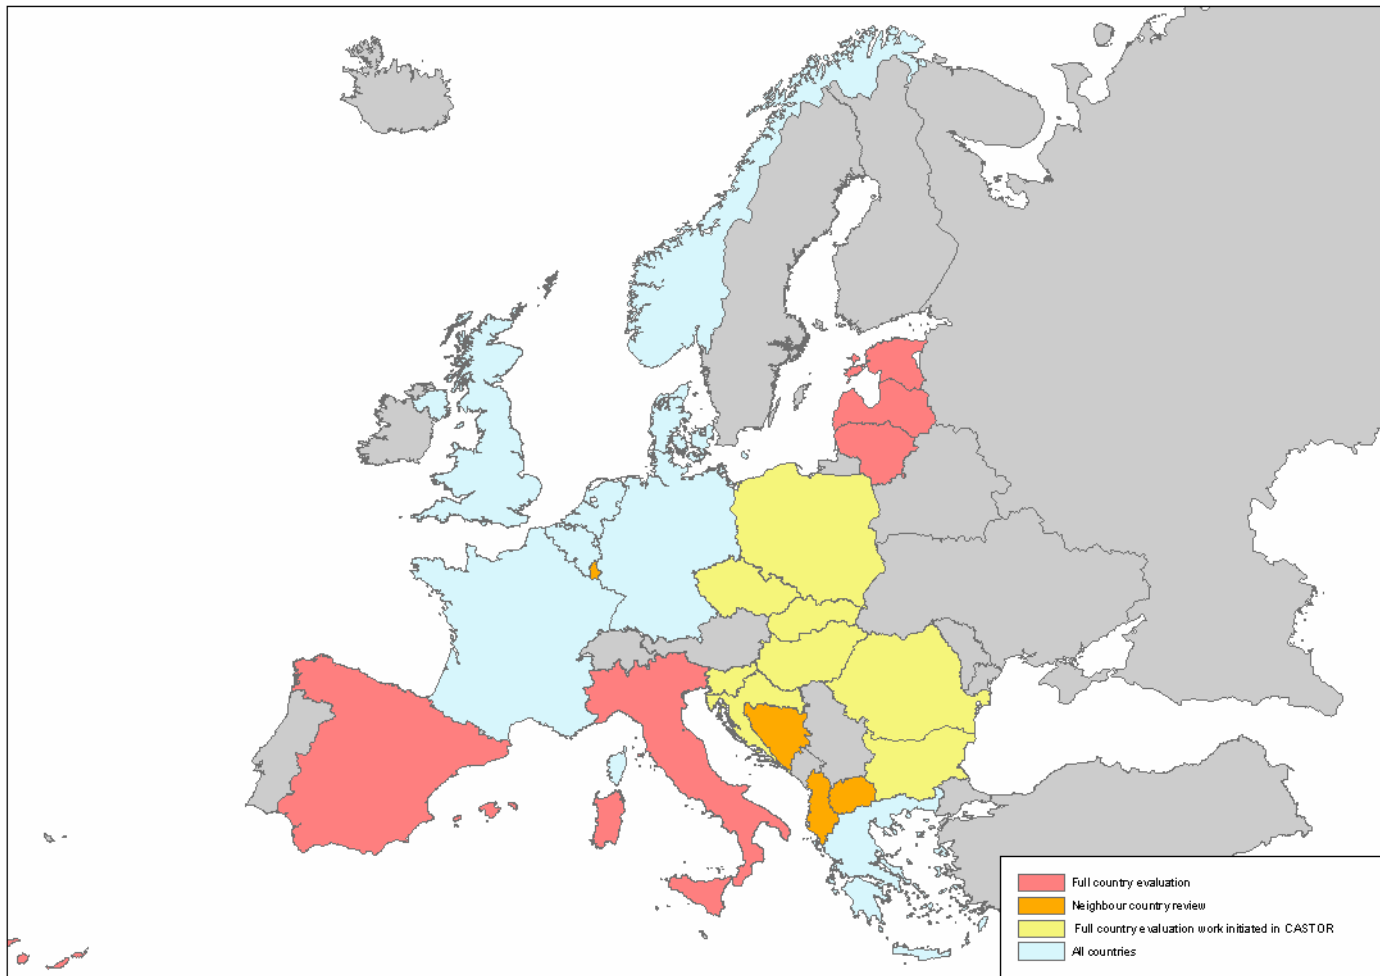 Full country evaluation
Neighbour country review
Full country evaluation work initiated in CASTOR
All countries